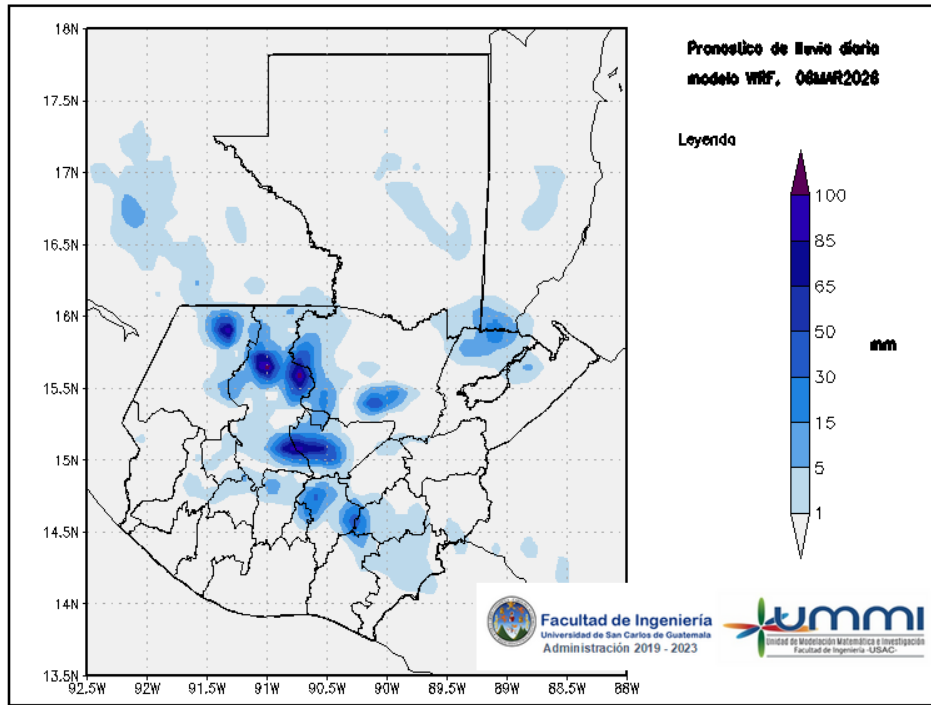 Pronostico de lluvia diaria
modelo WRF, 06MAR2026
Leyenda
100
85
65
50
30
15
5
1
mm
18N
17.5N
17N
16.5N
16N
15.5N
15N
14.5N
14N
13.5N
92.5W
92W
91.5W
91W
90.5W
90W
89.5W
89W
88.5W
88W
Facultad de Ingeniería
Universidad de San Carlos de Guatemala
Administración 2019 - 2023
UMMI
Unidad de Modelación Matemática e Investigación
Facultad de Ingeniería -USAC-